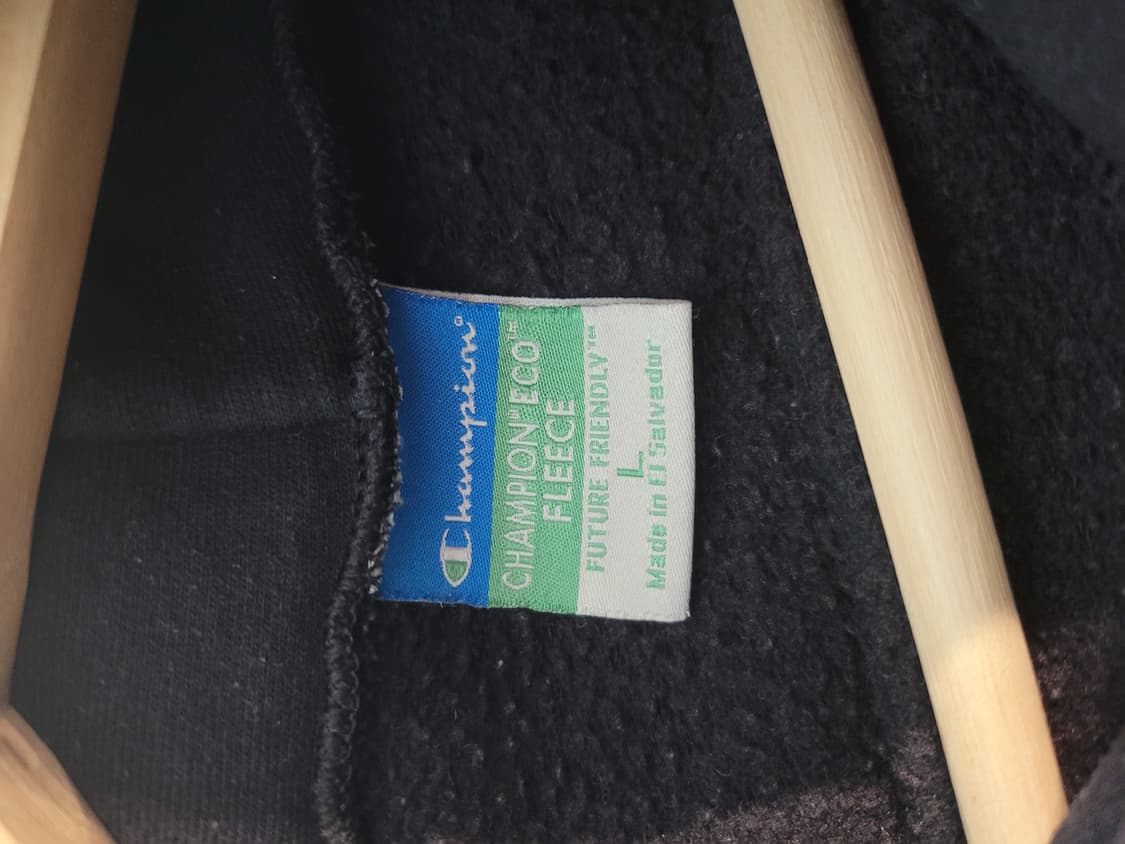 Champion®
CHAMPION® ECO™
FLEECE
FUTURE FRIENDLY™
L
Made in El Salvador